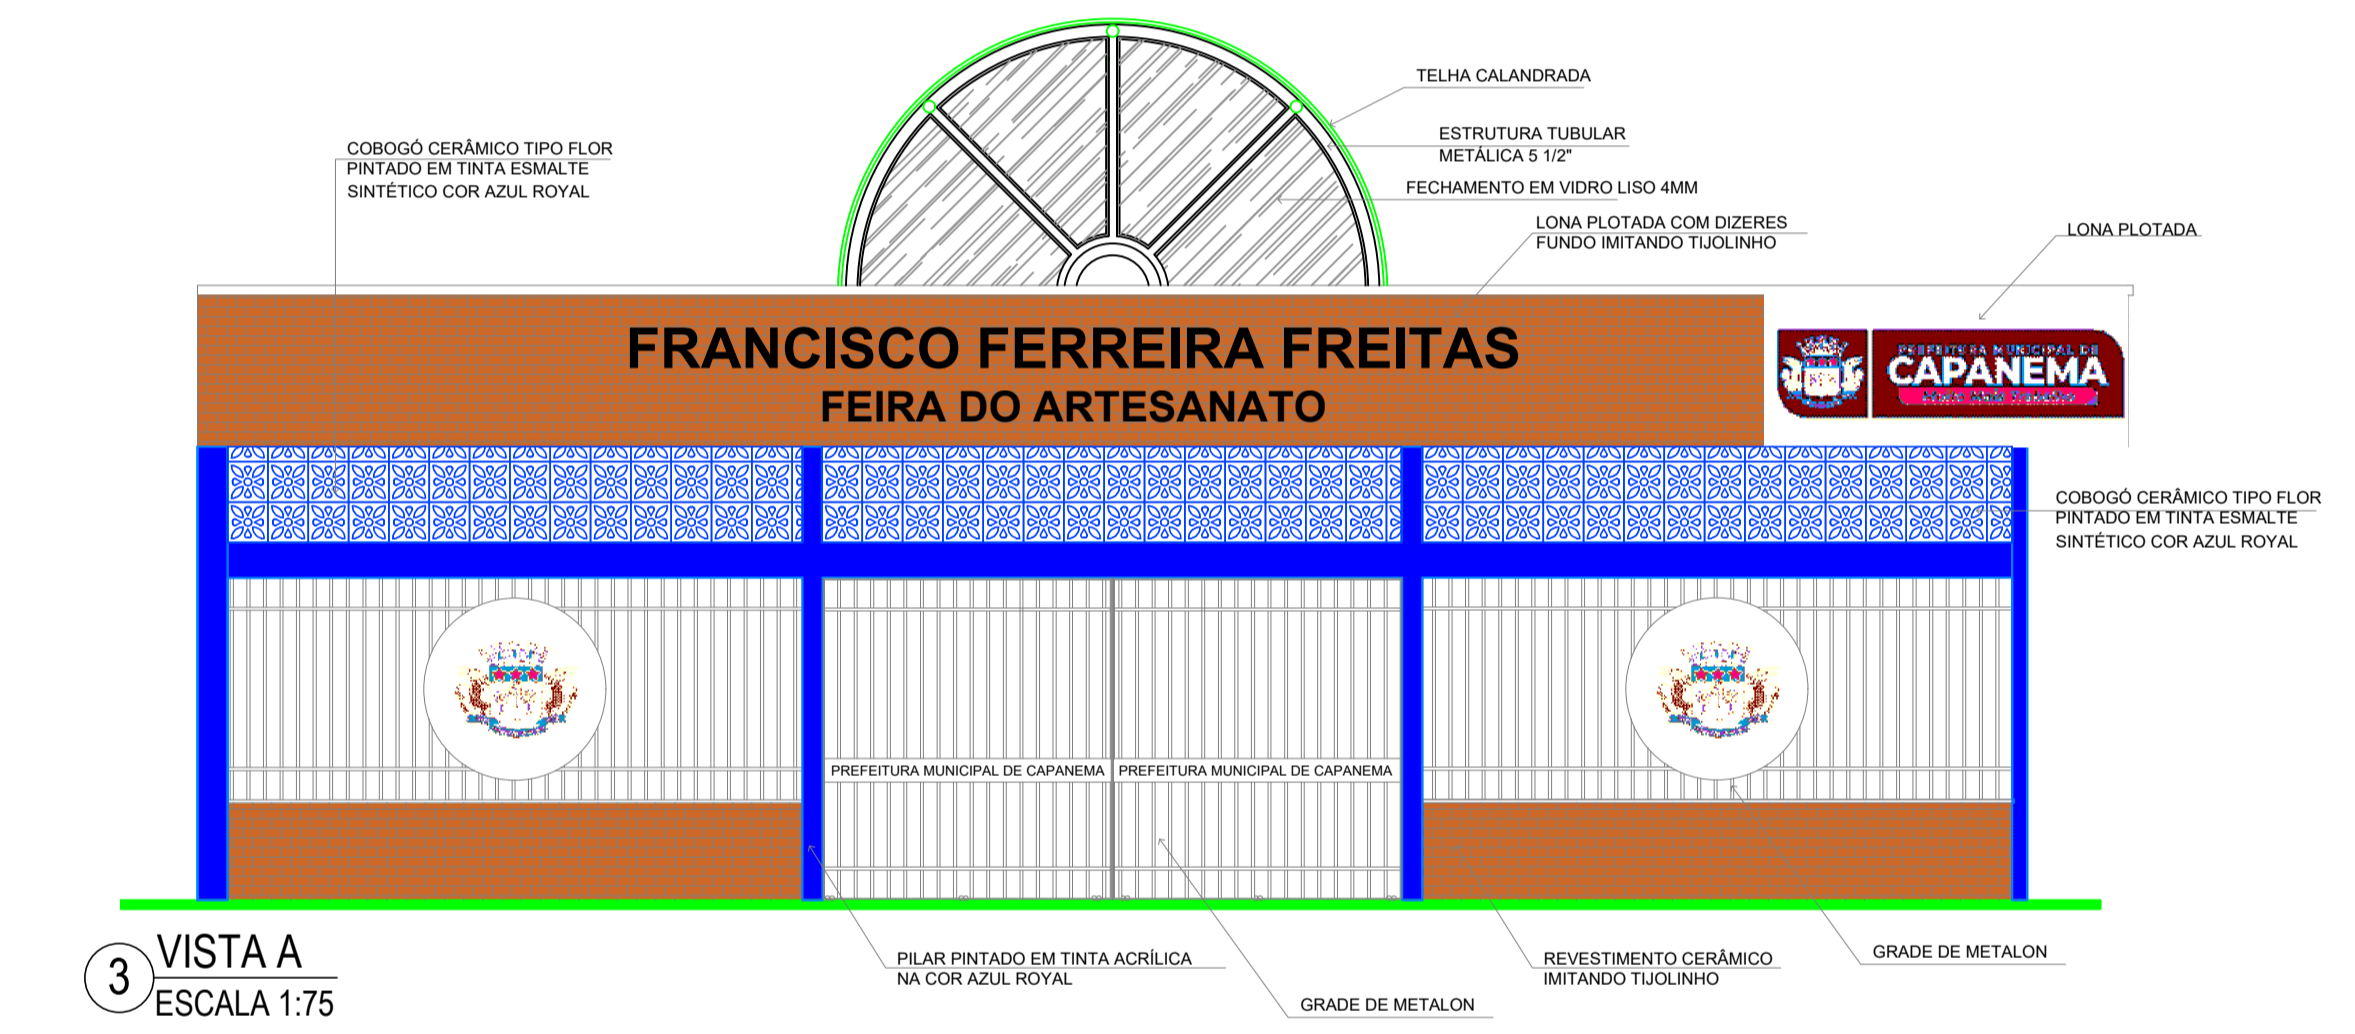 TELHA CALANDRADA
ESTRUTURA TUBULAR
METÁLICA 5 1/2"
COBOGÓ CERÂMICO TIPO FLOR
PINTADO EM TINTA ESMALTE
SINTÉTICO COR AZUL ROYAL
FECHAMENTO EM VIDRO LISO 4MM
LONA PLOTADA COM DIZERES
FUNDO IMITANDO TIJOLINHO
LONA PLOTADA
FRANCISCO FERREIRA FREITAS
FEIRA DO ARTESANATO
PREFEITURA MUNICIPAL DE
CAPANEMA
COBOGÓ CERÂMICO TIPO FLOR
PINTADO EM TINTA ESMALTE
SINTÉTICO COR AZUL ROYAL
PREFEITURA MUNICIPAL DE CAPANEMA
PREFEITURA MUNICIPAL DE CAPANEMA
3
VISTA A
ESCALA 1:75
PILAR PINTADO EM TINTA ACRÍLICA
NA COR AZUL ROYAL
GRADE DE METALON
REVESTIMENTO CERÂMICO
IMITANDO TIJOLINHO
GRADE DE METALON